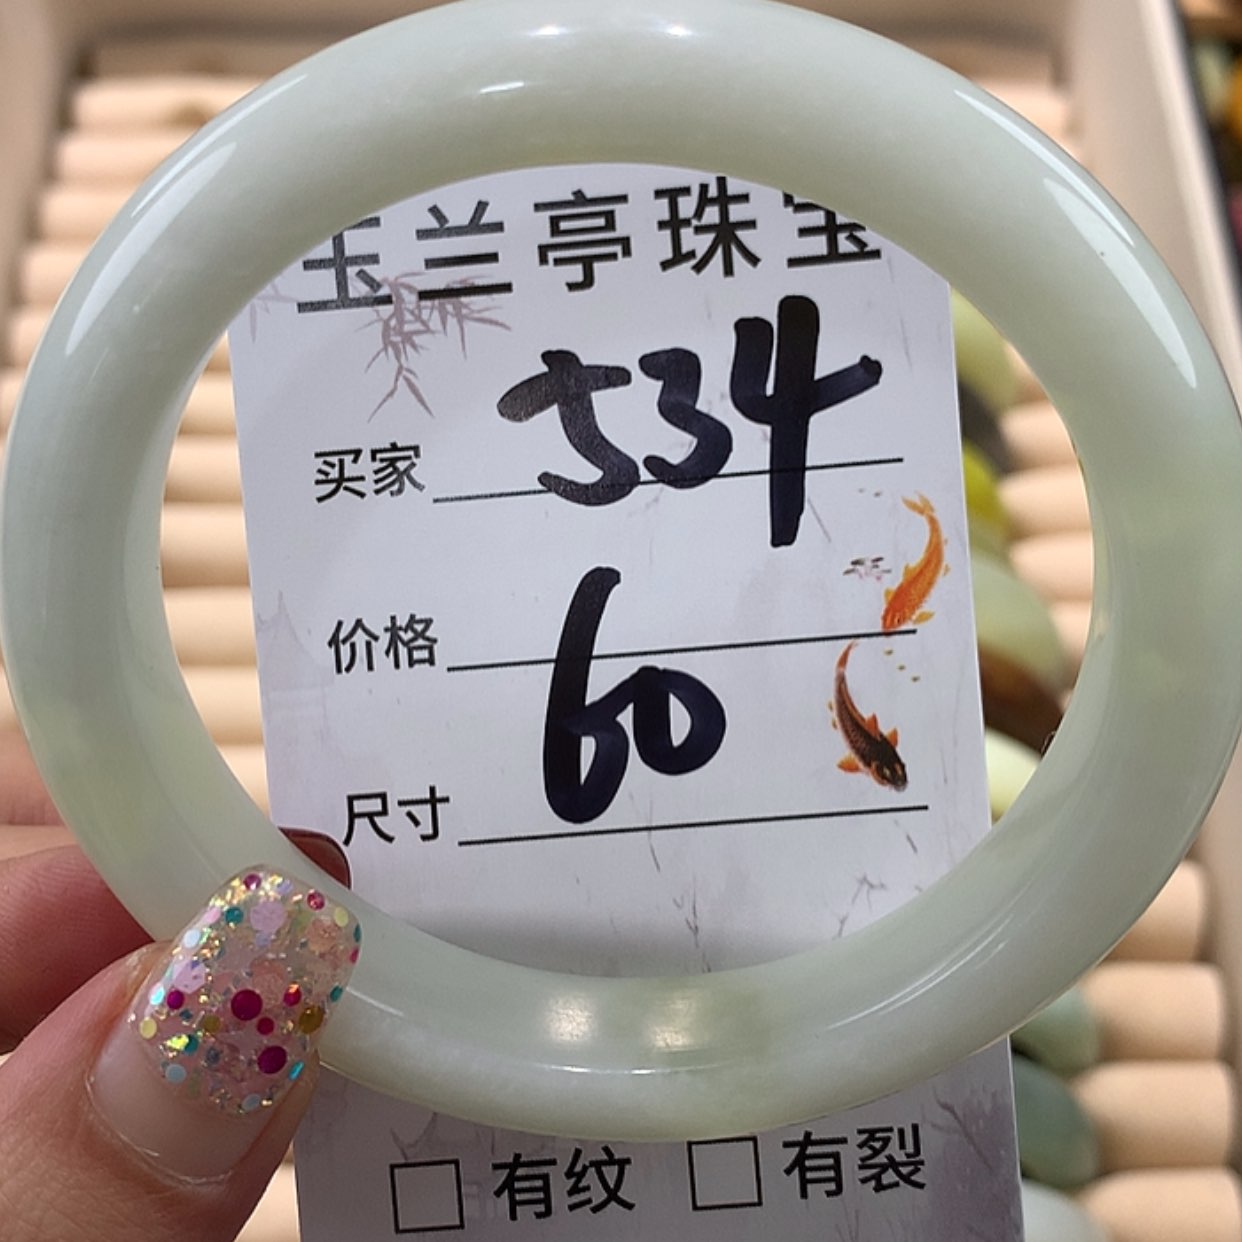 玉兰亭珠宝
买家 534
价格 60
尺寸
有纹 有裂